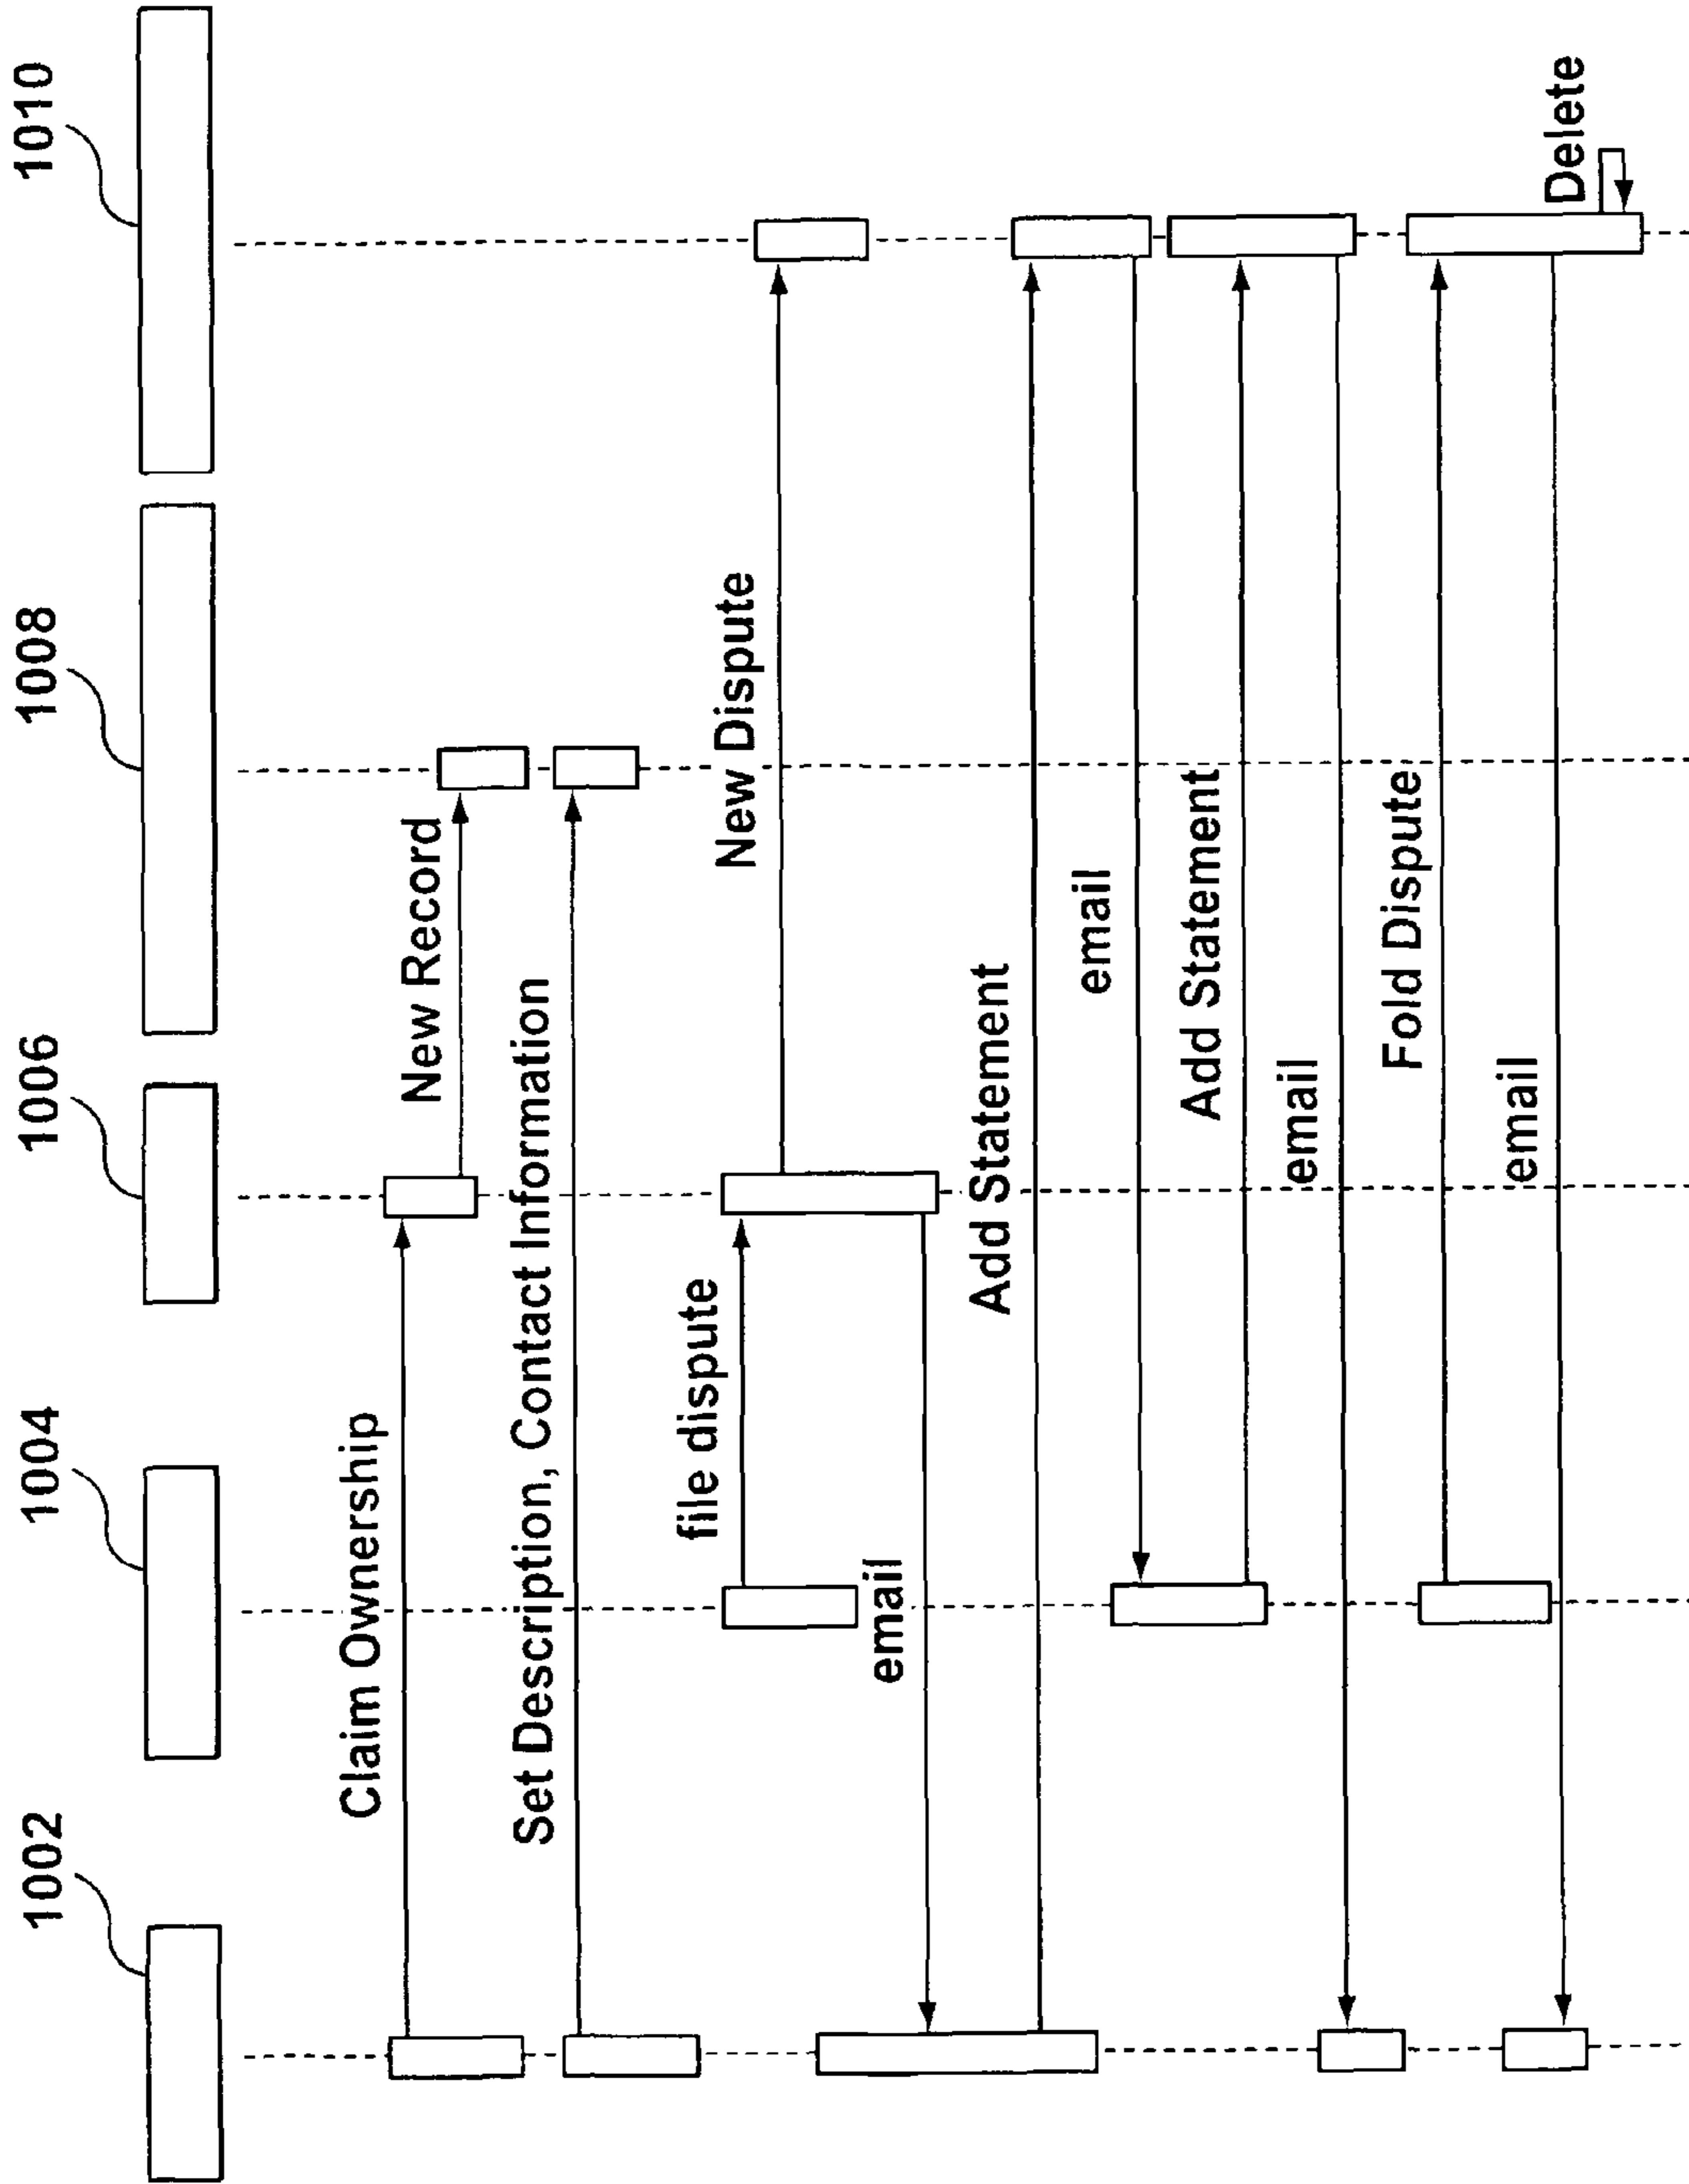 1002
1004
1006
1008
1010
Claim Ownership
New Record
Set Description, Contact Information
file dispute
New Dispute
email
Add Statement
email
Add Statement
email
Fold Dispute
email
Delete